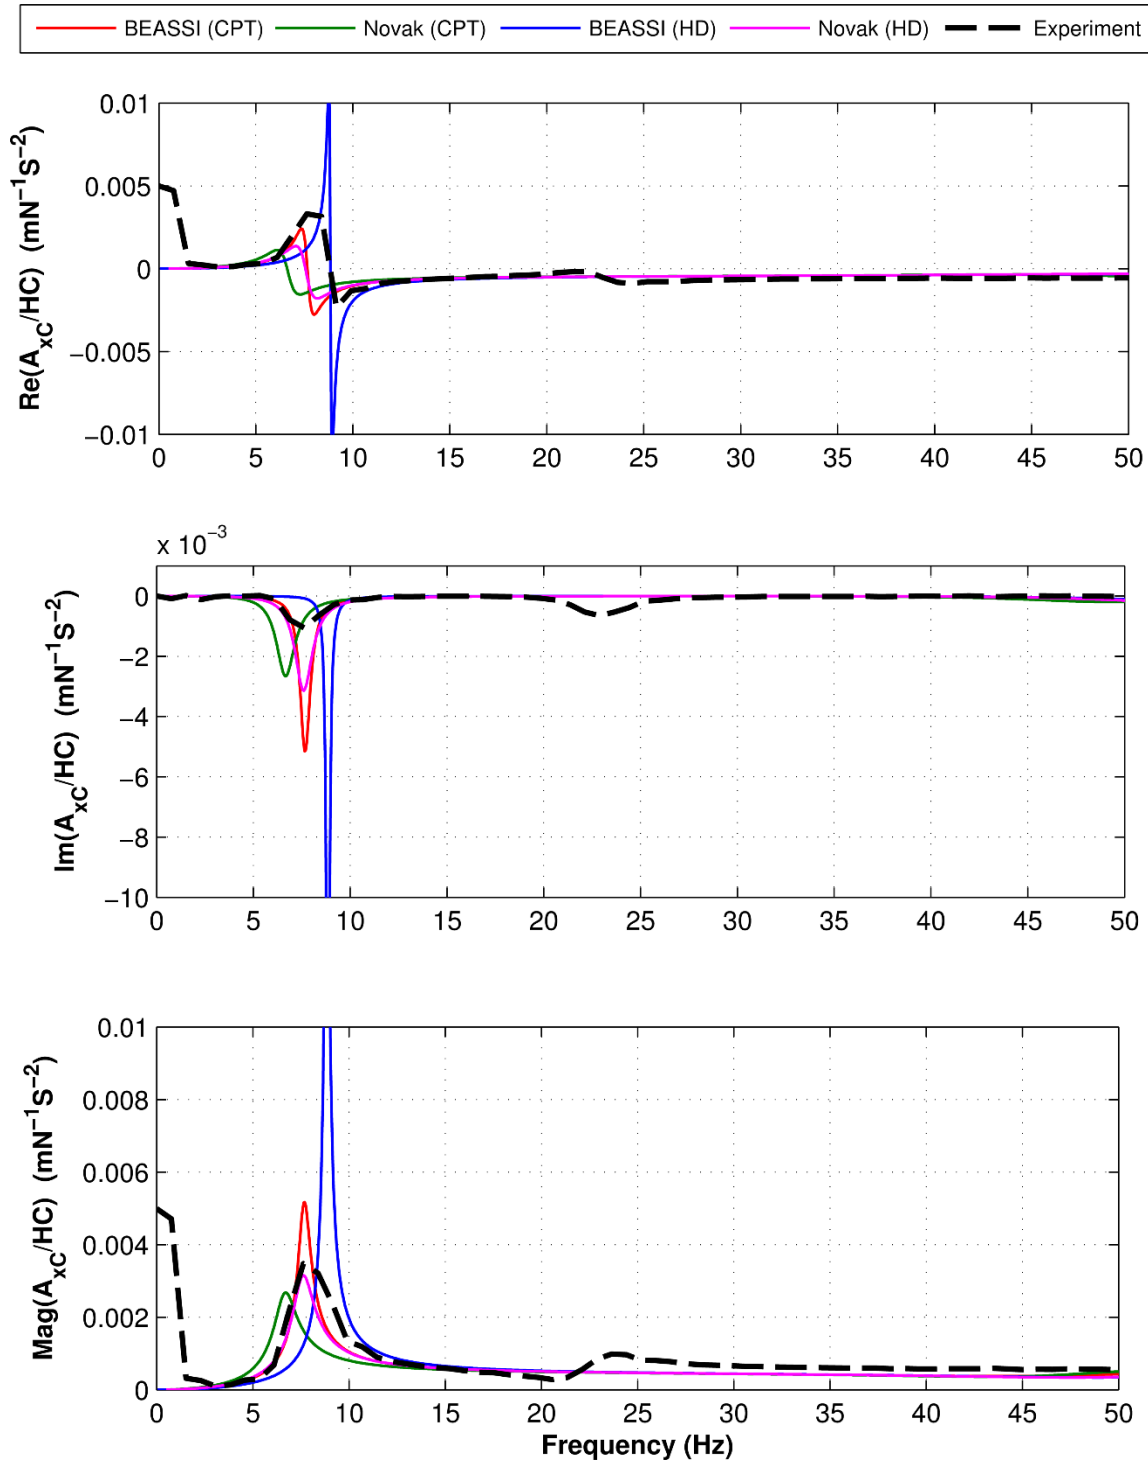 BEASSI (CPT) Novak (CPT) BEASSI (HD) Novak (HD) Experiment
Re(A_xC/HC) (mN⁻¹S⁻²)
0.01
0.005
0
−0.005
−0.01
0 5 10 15 20 25 30 35 40 45 50
x 10⁻³
Im(A_xC/HC) (mN⁻¹S⁻²)
0
−2
−4
−6
−8
−10
0 5 10 15 20 25 30 35 40 45 50
Mag(A_xC/HC) (mN⁻¹S⁻²)
0.01
0.008
0.006
0.004
0.002
0
0 5 10 15 20 25 30 35 40 45 50
Frequency (Hz)